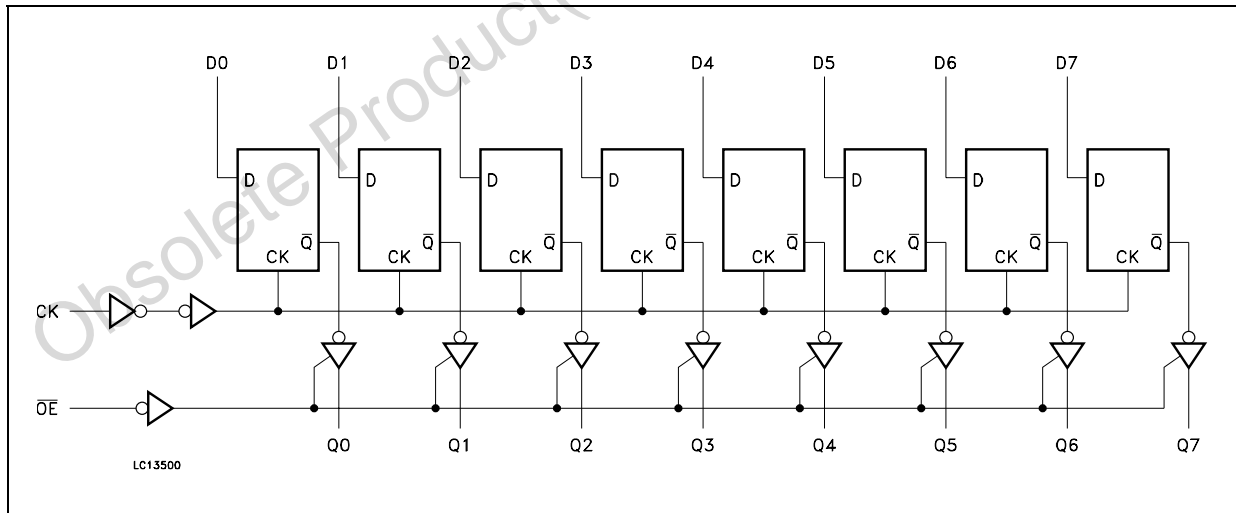 Obsolete Product(
D0 D1 D2 D3 D4 D5 D6 D7
D D D D D D D D
Q̅ Q̅ Q̅ Q̅ Q̅ Q̅ Q̅ Q̅
CK CK CK CK CK CK CK CK
CK
O̅E̅
Q0 Q1 Q2 Q3 Q4 Q5 Q6 Q7
LC13500